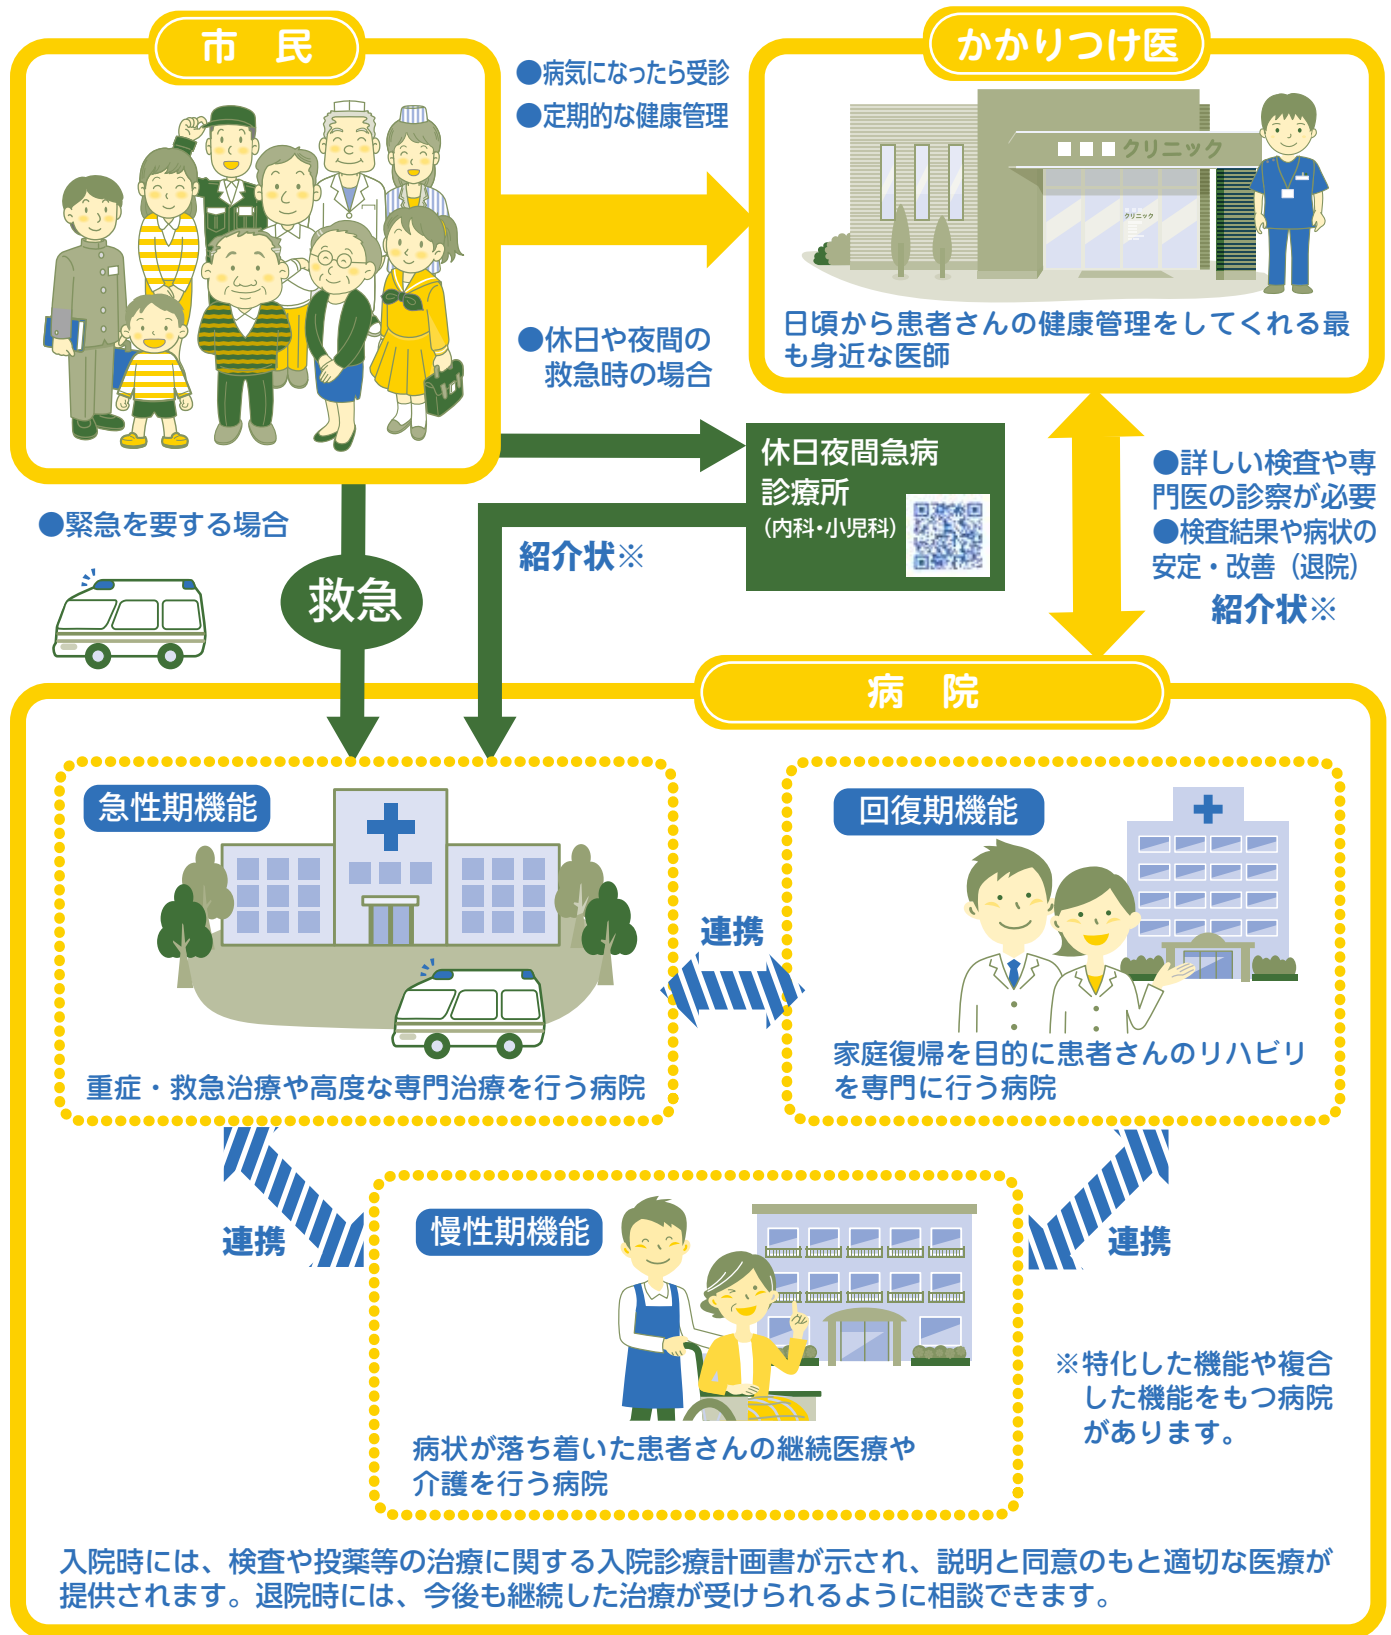 市　民
かかりつけ医
●病気になったら受診
●定期的な健康管理
クリニック
クリニック
日頃から患者さんの健康管理をしてくれる最
も身近な医師
●休日や夜間の
救急時の場合
休日夜間急病
診療所
（内科・小児科）
紹介状※
●緊急を要する場合
救急
●詳しい検査や専
門医の診察が必要
●検査結果や病状の
安定・改善（退院）
紹介状※
病　院
急性期機能
重症・救急治療や高度な専門治療を行う病院
連携
回復期機能
家庭復帰を目的に患者さんのリハビリ
を専門に行う病院
連携
慢性期機能
病状が落ち着いた患者さんの継続医療や
介護を行う病院
連携
※特化した機能や複合
した機能をもつ病院
があります。
入院時には、検査や投薬等の治療に関する入院診療計画書が示され、説明と同意のもと適切な医療が
提供されます。退院時には、今後も継続した治療が受けられるように相談できます。